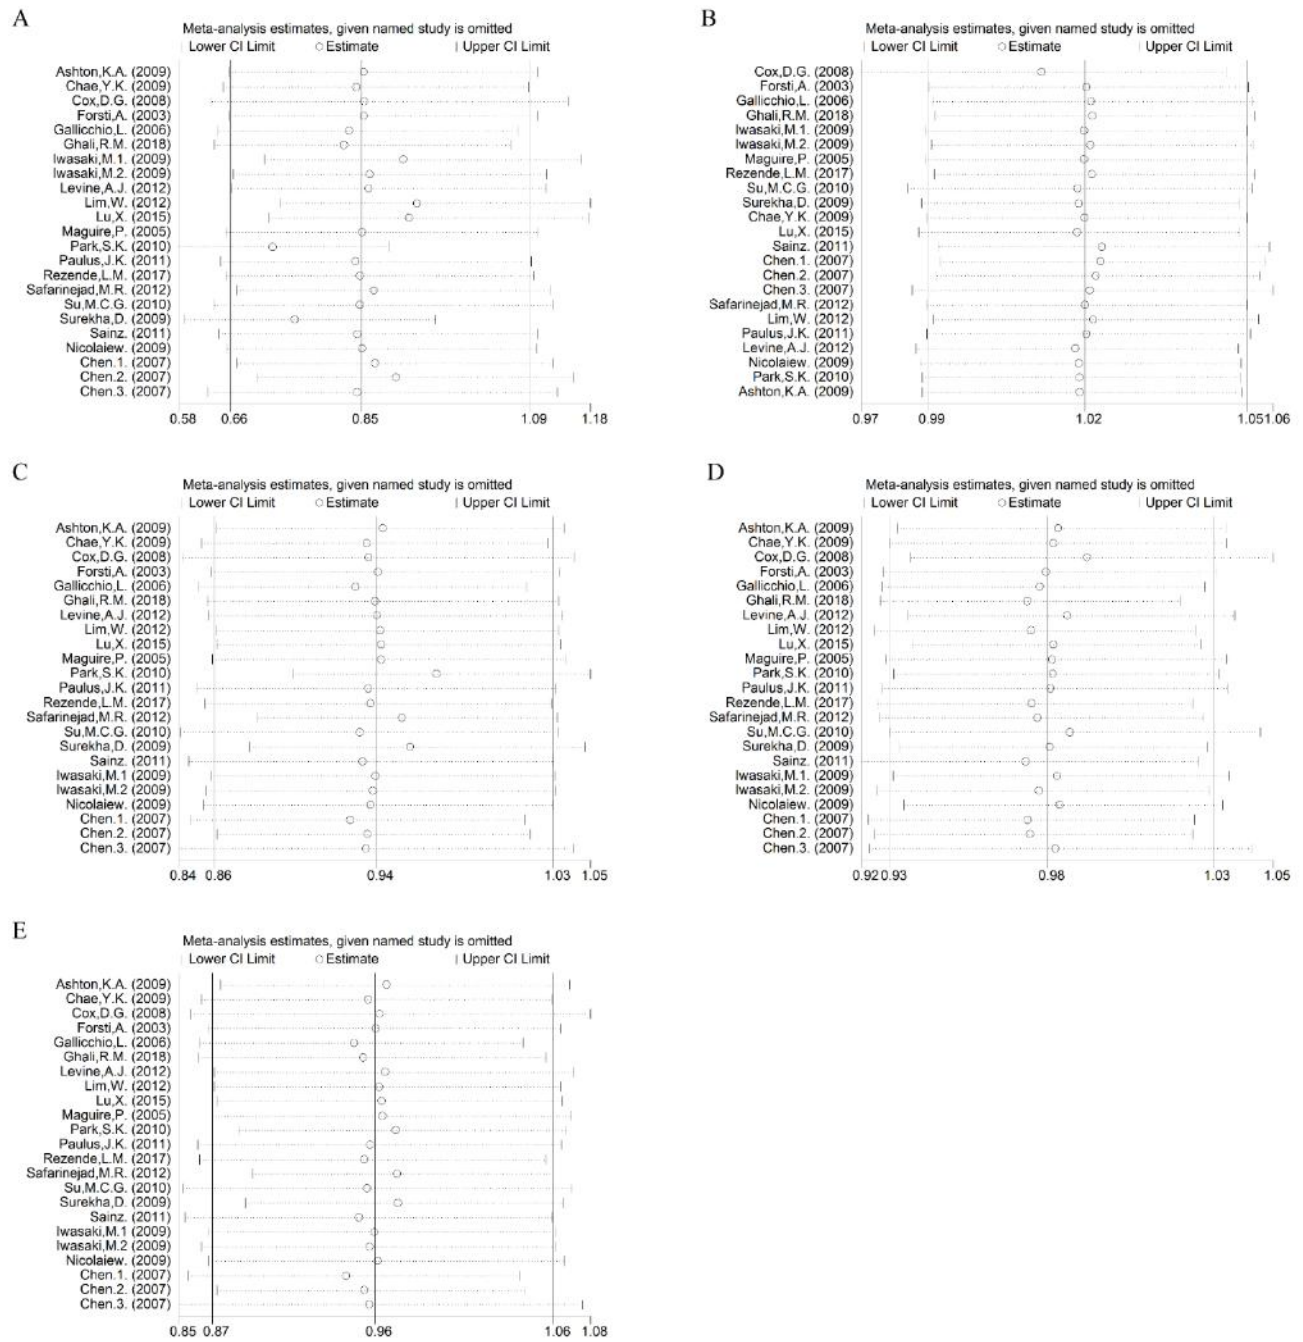 A
Meta-analysis estimates, given named study is omitted
Lower CI Limit Estimate Upper CI Limit
Ashton,K.A. (2009)
Chae,Y.K. (2009)
Cox,D.G. (2008)
Forsti,A. (2003)
Gallicchio,L. (2006)
Ghali,R.M. (2018)
Iwasaki,M.1. (2009)
Iwasaki,M.2. (2009)
Levine,A.J. (2012)
Lim,W. (2012)
Lu,X. (2015)
Maguire,P. (2005)
Park,S.K. (2010)
Paulus,J.K. (2011)
Rezende,L.M. (2017)
Safarinejad,M.R. (2012)
Su,M.C.G. (2010)
Surekha,D. (2009)
Sainz. (2011)
Nicolaiew. (2009)
Chen.1. (2007)
Chen.2. (2007)
Chen.3. (2007)
0.58 0.66 0.85 1.09 1.18
B
Meta-analysis estimates, given named study is omitted
Lower CI Limit Estimate Upper CI Limit
Cox,D.G. (2008)
Forsti,A. (2003)
Gallicchio,L. (2006)
Ghali,R.M. (2018)
Iwasaki,M.1. (2009)
Iwasaki,M.2. (2009)
Maguire,P. (2005)
Rezende,L.M. (2017)
Su,M.C.G. (2010)
Surekha,D. (2009)
Chae,Y.K. (2009)
Lu,X. (2015)
Sainz. (2011)
Chen.1. (2007)
Chen.2. (2007)
Chen.3. (2007)
Safarinejad,M.R. (2012)
Lim,W. (2012)
Paulus,J.K. (2011)
Levine,A.J. (2012)
Nicolaiew. (2009)
Park,S.K. (2010)
Ashton,K.A. (2009)
0.97 0.99 1.02 1.05 1.06
C
Meta-analysis estimates, given named study is omitted
Lower CI Limit Estimate Upper CI Limit
Ashton,K.A. (2009)
Chae,Y.K. (2009)
Cox,D.G. (2008)
Forsti,A. (2003)
Gallicchio,L. (2006)
Ghali,R.M. (2018)
Levine,A.J. (2012)
Lim,W. (2012)
Lu,X. (2015)
Maguire,P. (2005)
Park,S.K. (2010)
Paulus,J.K. (2011)
Rezende,L.M. (2017)
Safarinejad,M.R. (2012)
Su,M.C.G. (2010)
Surekha,D. (2009)
Sainz. (2011)
Iwasaki,M.1 (2009)
Iwasaki,M.2 (2009)
Nicolaiew. (2009)
Chen.1. (2007)
Chen.2. (2007)
Chen.3. (2007)
0.84 0.86 0.94 1.03 1.05
D
Meta-analysis estimates, given named study is omitted
Lower CI Limit Estimate Upper CI Limit
Ashton,K.A. (2009)
Chae,Y.K. (2009)
Cox,D.G. (2008)
Forsti,A. (2003)
Gallicchio,L. (2006)
Ghali,R.M. (2018)
Levine,A.J. (2012)
Lim,W. (2012)
Lu,X. (2015)
Maguire,P. (2005)
Park,S.K. (2010)
Paulus,J.K. (2011)
Rezende,L.M. (2017)
Safarinejad,M.R. (2012)
Su,M.C.G. (2010)
Surekha,D. (2009)
Sainz. (2011)
Iwasaki,M.1. (2009)
Iwasaki,M.2. (2009)
Nicolaiew. (2009)
Chen.1. (2007)
Chen.2. (2007)
Chen.3. (2007)
0.92 0.93 0.98 1.03 1.05
E
Meta-analysis estimates, given named study is omitted
Lower CI Limit Estimate Upper CI Limit
Ashton,K.A. (2009)
Chae,Y.K. (2009)
Cox,D.G. (2008)
Forsti,A. (2003)
Gallicchio,L. (2006)
Ghali,R.M. (2018)
Levine,A.J. (2012)
Lim,W. (2012)
Lu,X. (2015)
Maguire,P. (2005)
Park,S.K. (2010)
Paulus,J.K. (2011)
Rezende,L.M. (2017)
Safarinejad,M.R. (2012)
Su,M.C.G. (2010)
Surekha,D. (2009)
Sainz. (2011)
Iwasaki,M.1 (2009)
Iwasaki,M.2 (2009)
Nicolaiew. (2009)
Chen.1. (2007)
Chen.2. (2007)
Chen.3. (2007)
0.85 0.87 0.96 1.06 1.08